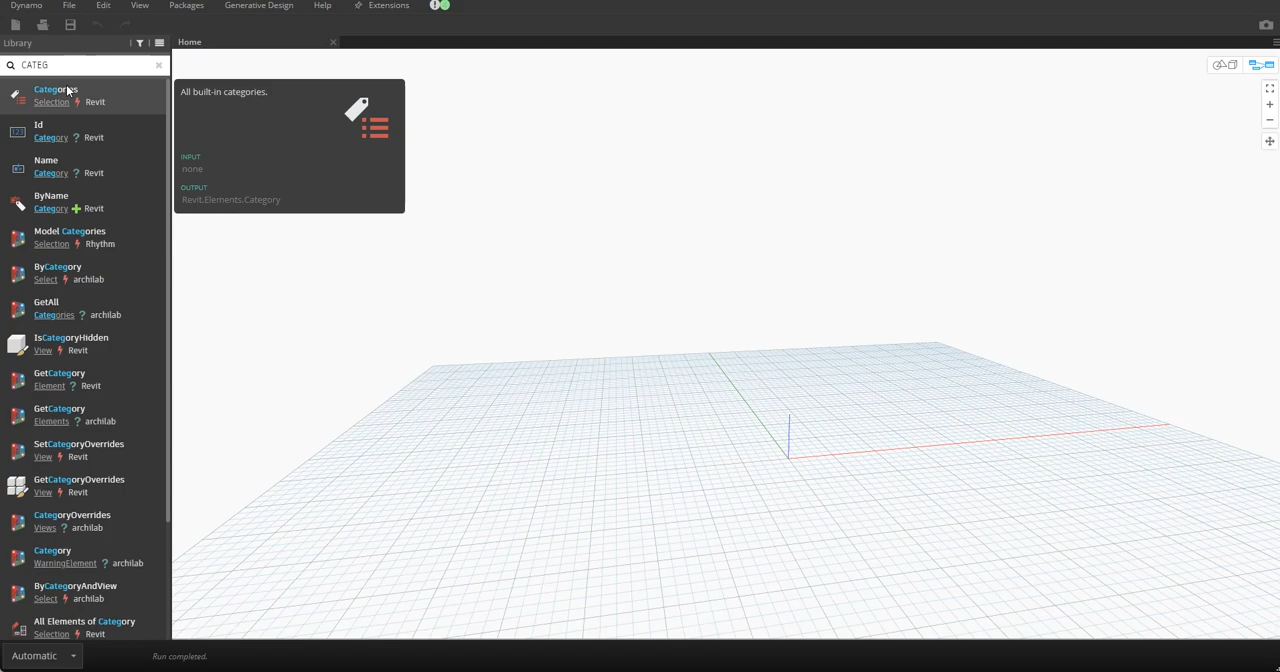 Dynamo File Edit View Packages Generative Design Help Extensions
Library
Home
CATEG
Categories
Selection Revit
Id
Category ? Revit
Name
Category ? Revit
ByName
Category Revit
Model Categories
Selection Rhythm
ByCategory
Select archilab
GetAll
Categories ? archilab
IsCategoryHidden
View Revit
GetCategory
Element ? Revit
GetCategory
Elements ? archilab
SetCategoryOverrides
View Revit
GetCategoryOverrides
View Revit
CategoryOverrides
Views ? archilab
Category
WarningElement ? archilab
ByCategoryAndView
Select archilab
All Elements of Category
Selection Revit
All built-in categories.
INPUT
none
OUTPUT
Revit.Elements.Category
Automatic
Run completed.